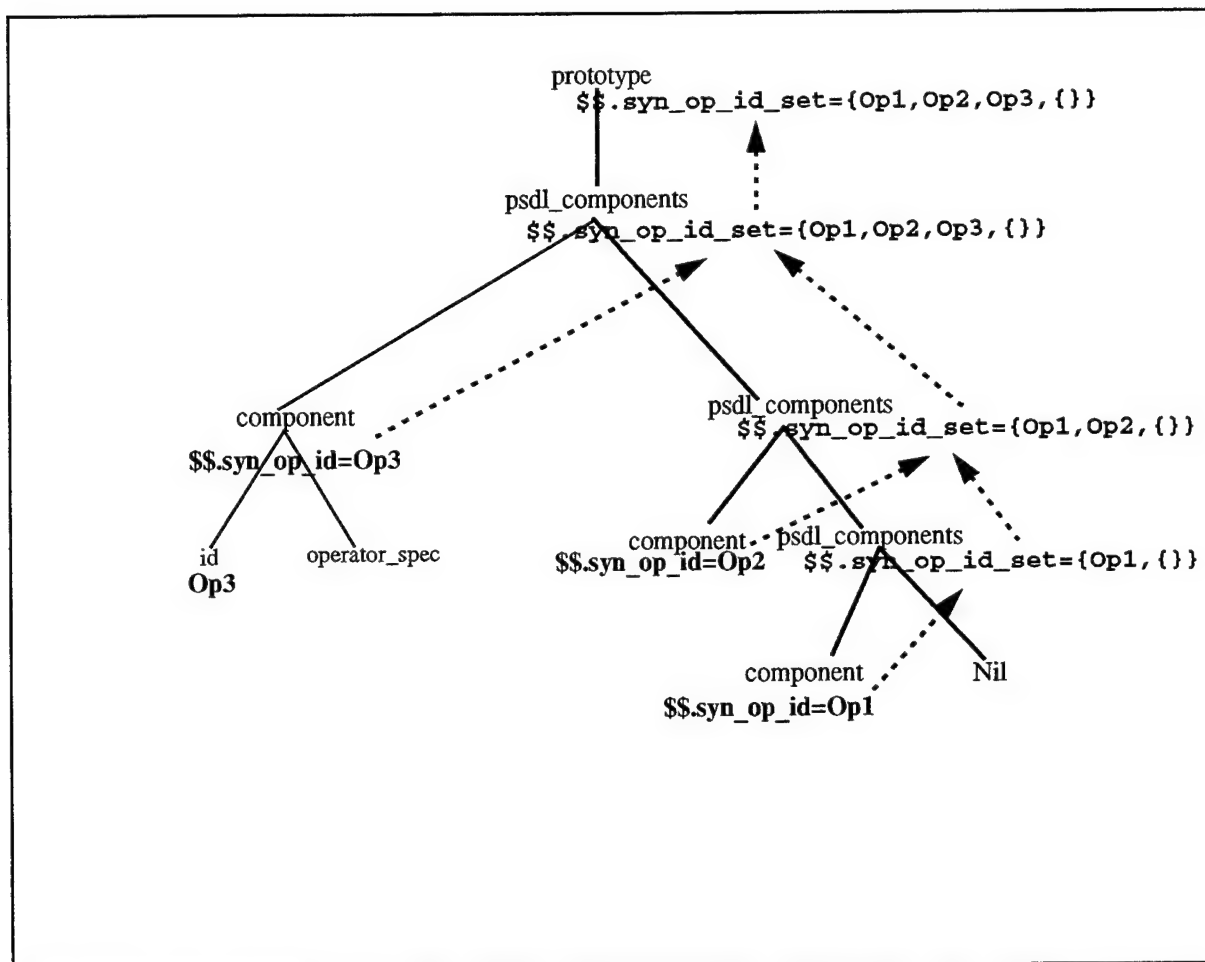 prototype
$$.syn_op_id_set={Op1,Op2,Op3,{}}
psdl_components
$$.syn_op_id_set={Op1,Op2,Op3,{}}
component
$$.syn_op_id=Op3
id
Op3
operator_spec
psdl_components
$$.syn_op_id_set={Op1,Op2,{}}
component
$$.syn_op_id=Op2
psdl_components
$$.syn_op_id_set={Op1,{}}
component
$$.syn_op_id=Op1
Nil